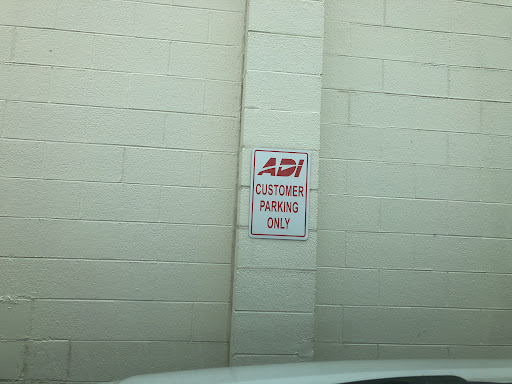 ADI
CUSTOMER
PARKING
ONLY